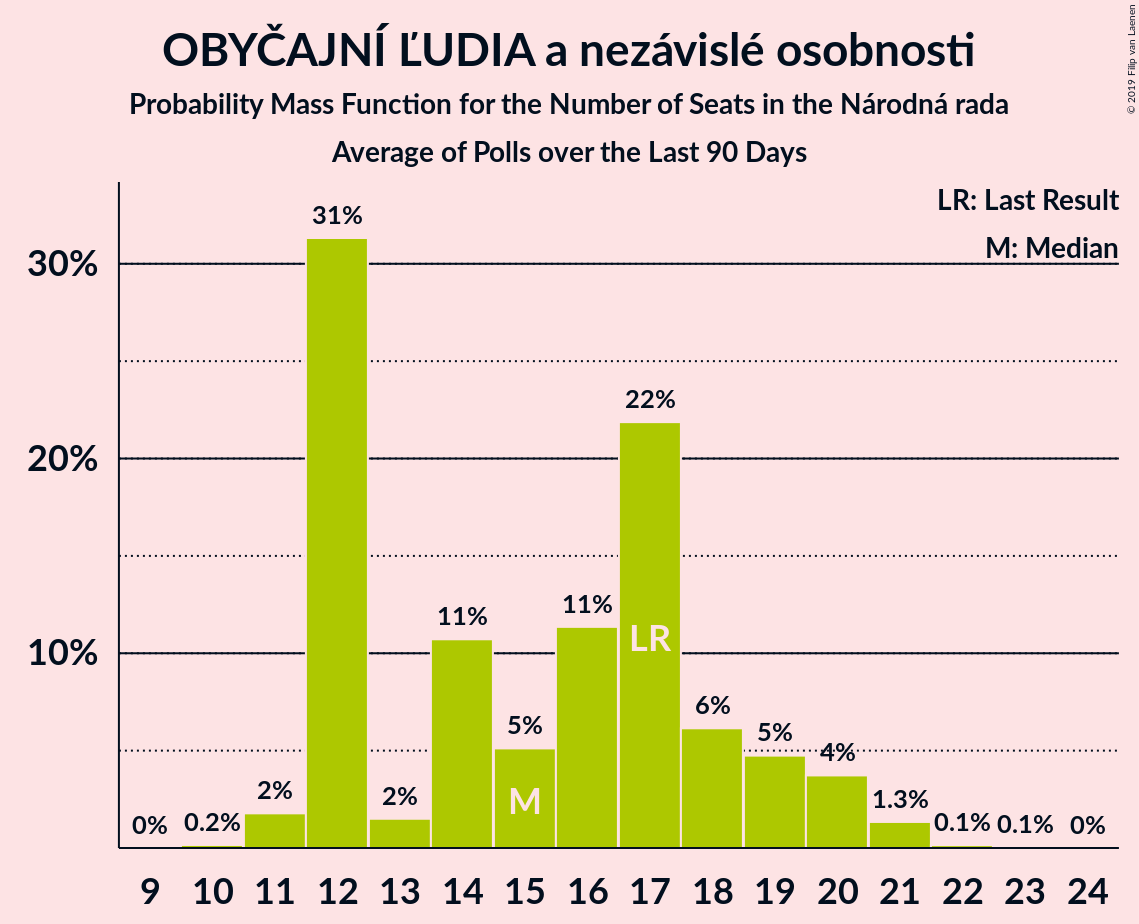 OBYČAJNÍ ĽUDIA a nezávislé osobnosti
Probability Mass Function for the Number of Seats in the Národná rada
Average of Polls over the Last 90 Days
© 2019 Filip van Laenen
LR: Last Result
M: Median
30%
20%
10%
0% 0.2% 2% 31% 2% 11% 5% 11% 22% 6% 5% 4% 1.3% 0.1% 0.1% 0%
LR
M
9 10 11 12 13 14 15 16 17 18 19 20 21 22 23 24